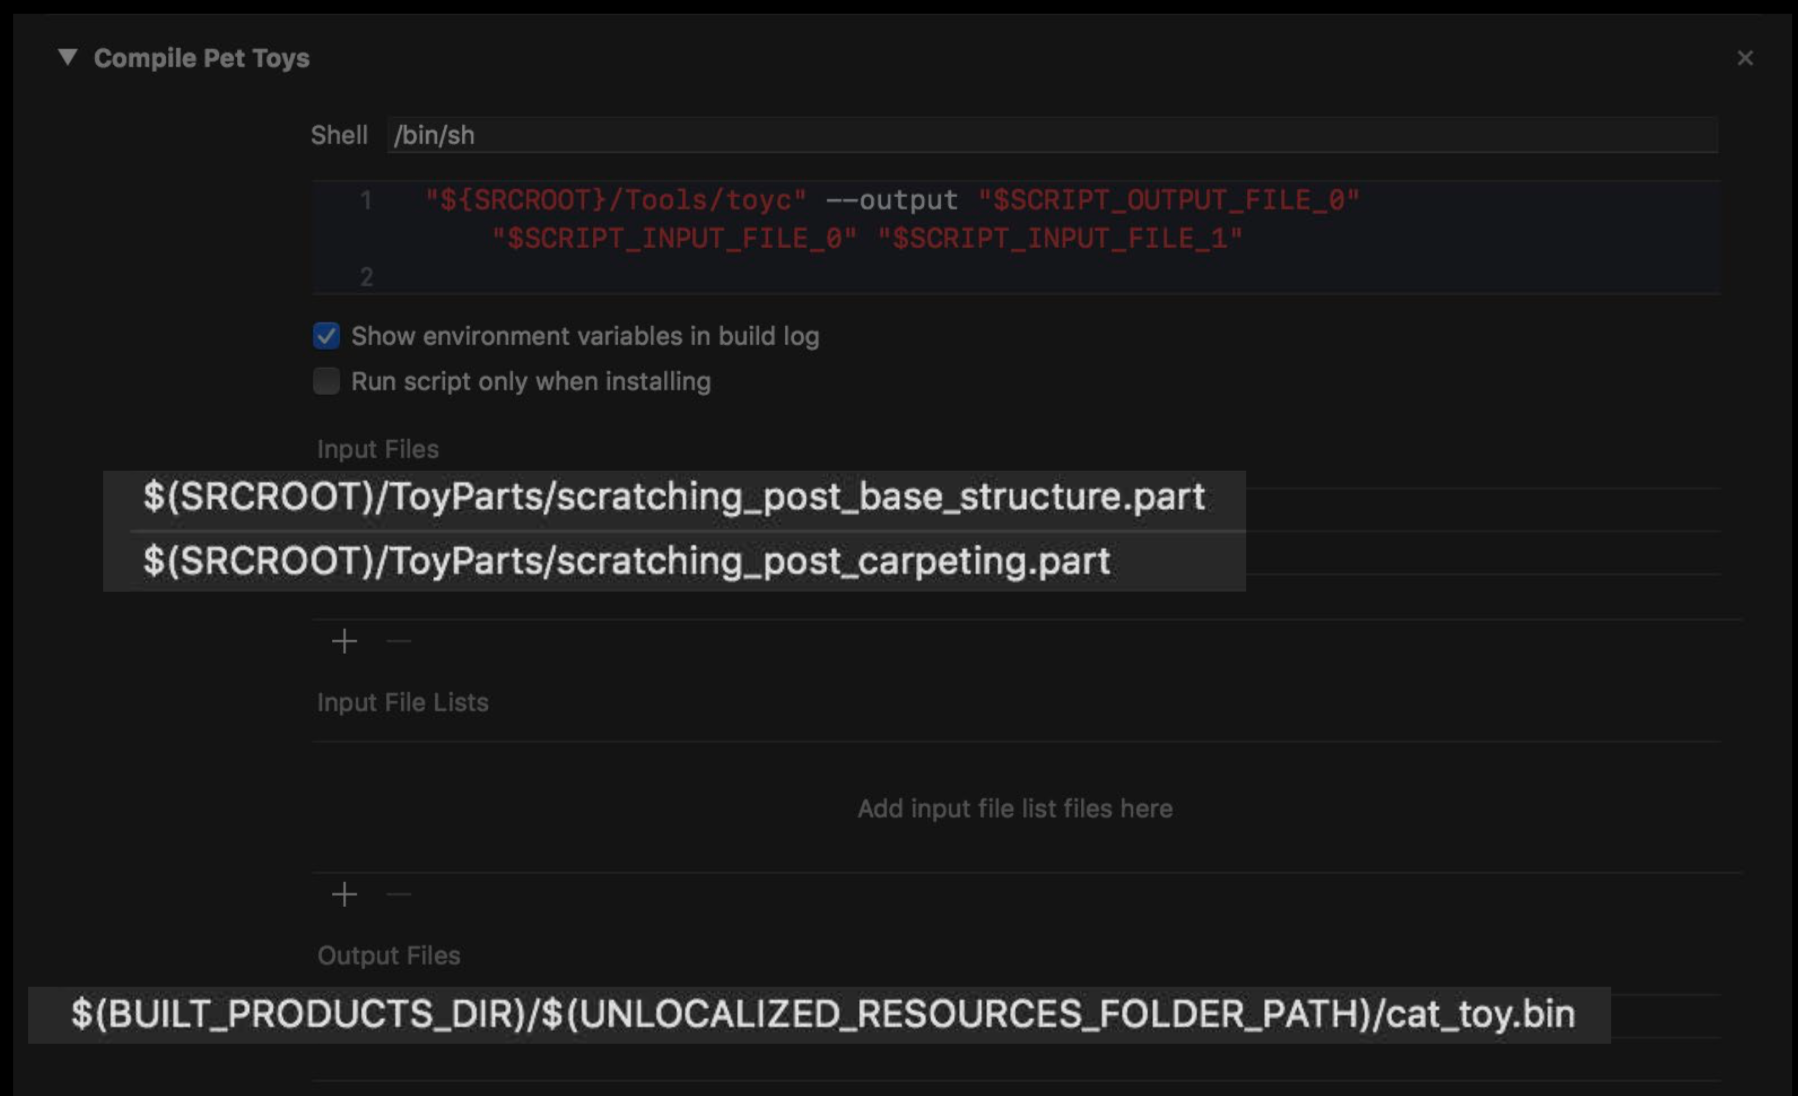 Compile Pet Toys
Shell /bin/sh
1 "${SRCROOT}/Tools/toyc" --output "$SCRIPT_OUTPUT_FILE_0"
"$SCRIPT_INPUT_FILE_0" "$SCRIPT_INPUT_FILE_1"
2
Show environment variables in build log
Run script only when installing
Input Files
$(SRCROOT)/ToyParts/scratching_post_base_structure.part
$(SRCROOT)/ToyParts/scratching_post_carpeting.part
Input File Lists
Add input file list files here
Output Files
$(BUILT_PRODUCTS_DIR)/$(UNLOCALIZED_RESOURCES_FOLDER_PATH)/cat_toy.bin